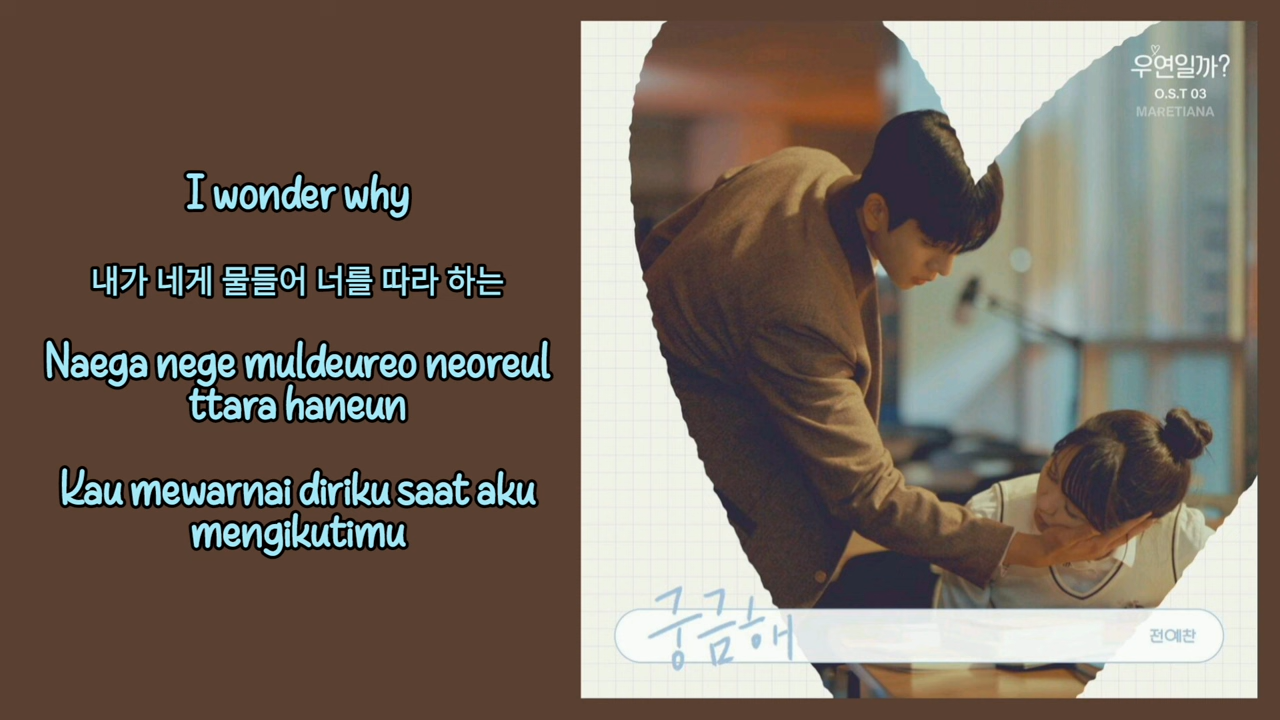 I wonder why
내가 네게 물들어 너를 따라 하는
Naega nege muldeureo neoreul
ttara haneun
Kau mewarnai diriku saat aku
mengikutimu
우연일까?
O.S.T 03
MARETIANA
궁금해
전예찬